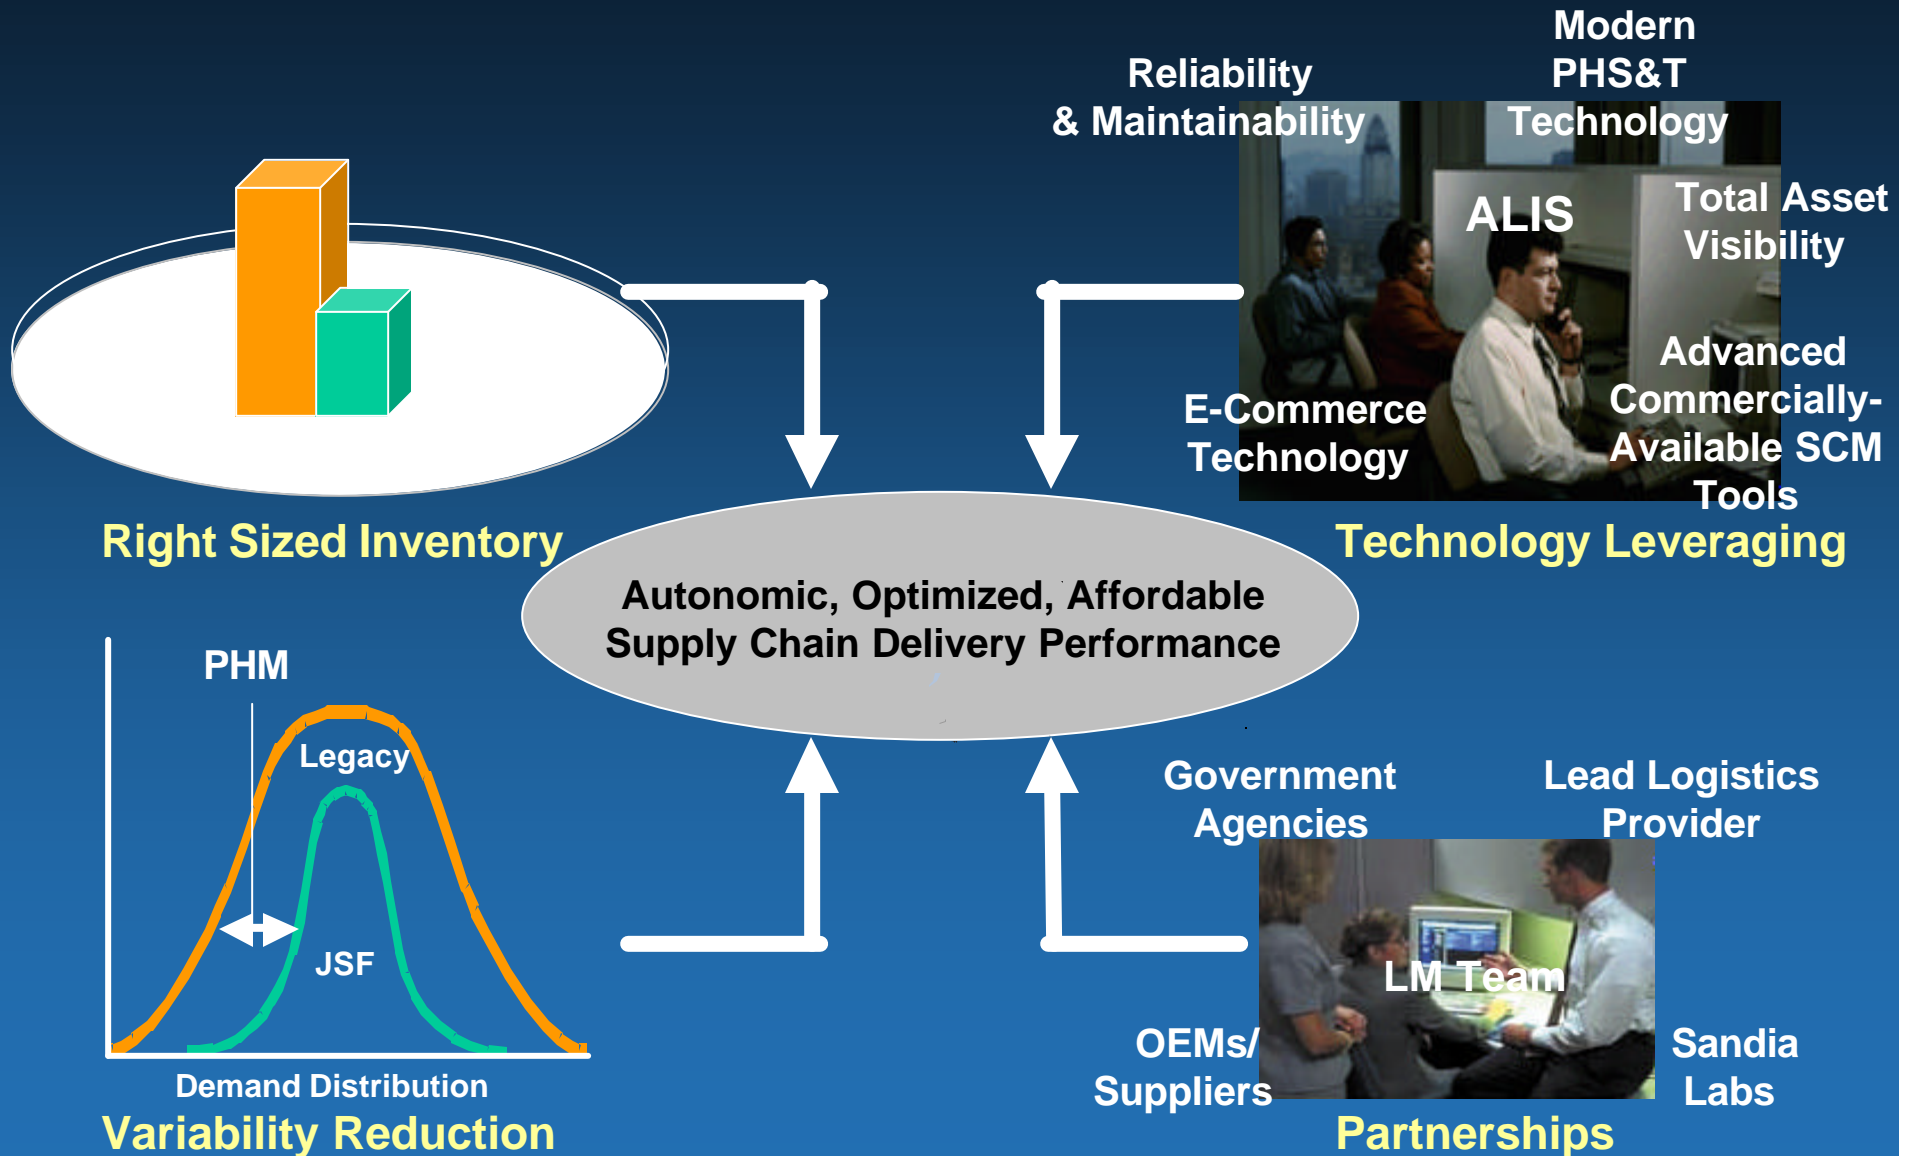 Reliability
& Maintainability
Modern
PHS&T
Technology
ALIS
Total Asset
Visibility
E-Commerce
Technology
Advanced
Commercially-
Available SCM
Tools
Right Sized Inventory
Technology Leveraging
Autonomic, Optimized, Affordable
Supply Chain Delivery Performance
PHM
Legacy
JSF
Demand Distribution
Variability Reduction
Government
Agencies
Lead Logistics
Provider
LM Team
OEMs/
Suppliers
Sandia
Labs
Partnerships